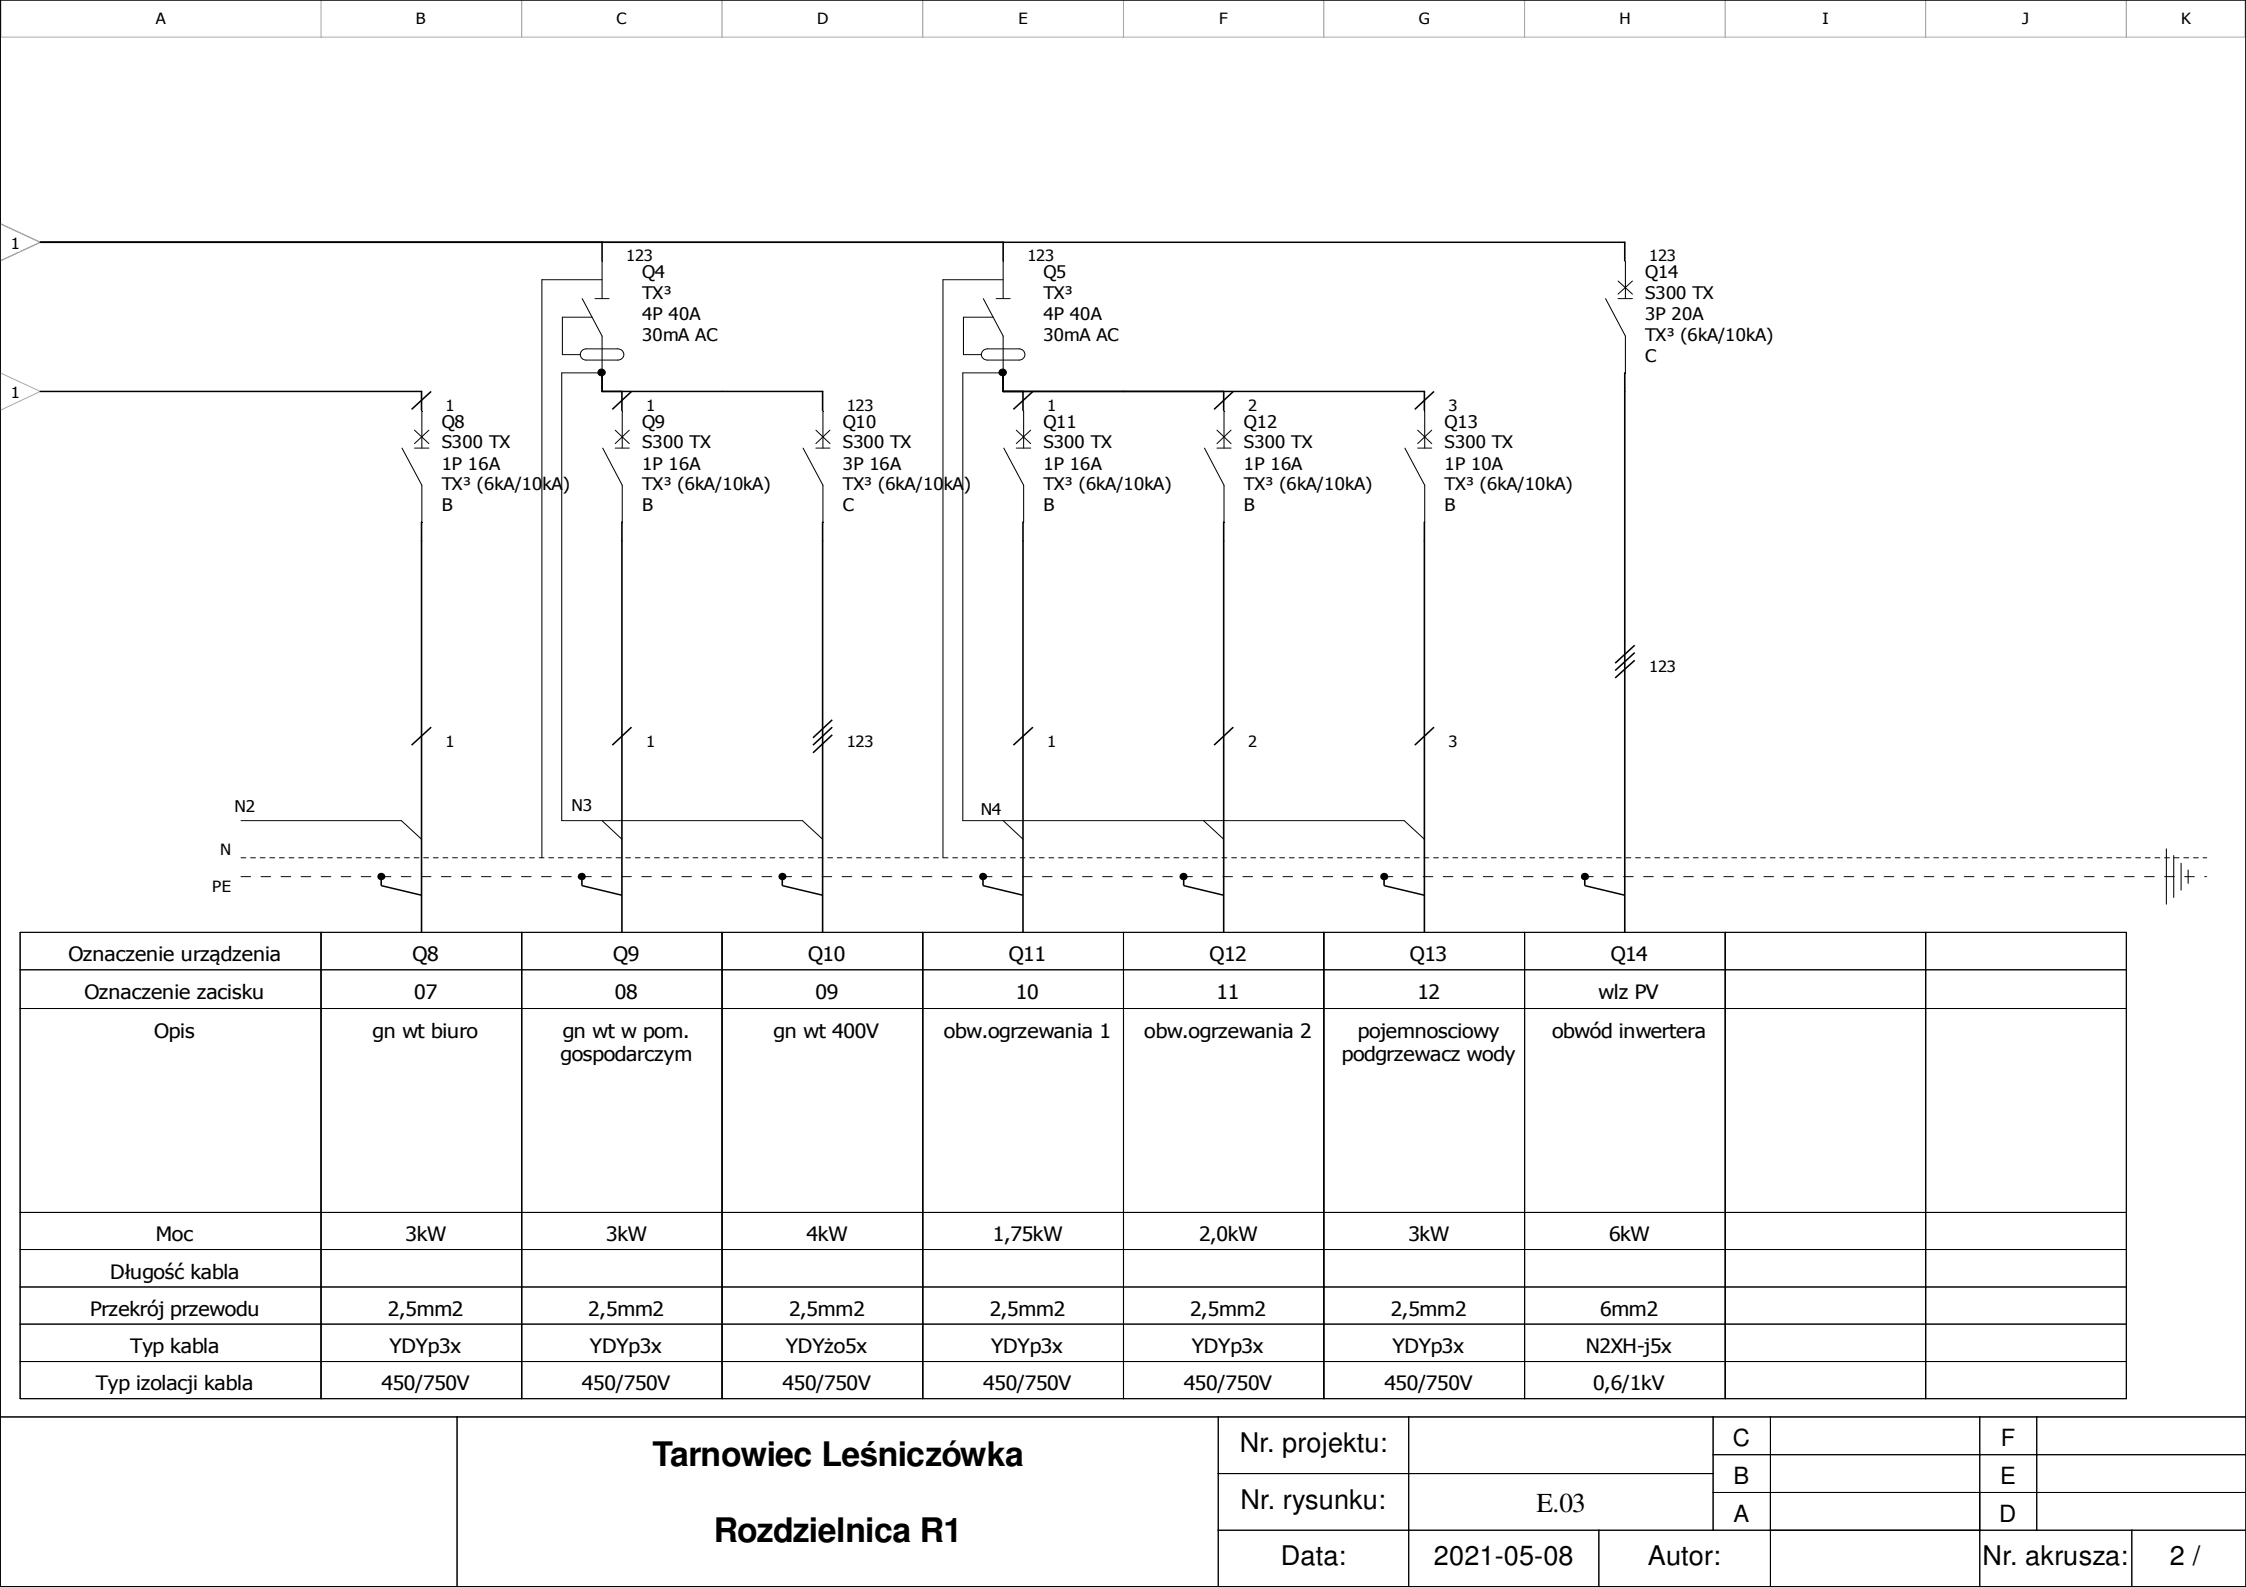 A B C D E F G H I J K
1
123 123 123
Q4 Q5 Q14
TX³ TX³ S300 TX
4P 40A 4P 40A 3P 20A
30mA AC 30mA AC TX³ (6kA/10kA)
C
1
1 1 123 1 2 3
Q8 Q9 Q10 Q11 Q12 Q13
S300 TX S300 TX S300 TX S300 TX S300 TX S300 TX
1P 16A 1P 16A 3P 16A 1P 16A 1P 16A 1P 10A
TX³ (6kA/10kA) TX³ (6kA/10kA) TX³ (6kA/10kA) TX³ (6kA/10kA) TX³ (6kA/10kA) TX³ (6kA/10kA)
B B C B B B
123
1 1 123 1 2 3
N2 N3 N4
N
PE
Oznaczenie urządzenia Q8 Q9 Q10 Q11 Q12 Q13 Q14
Oznaczenie zacisku 07 08 09 10 11 12 wlz PV
Opis gn wt biuro gn wt w pom. gn wt 400V obw.ogrzewania 1 obw.ogrzewania 2 pojemnosciowy obwód inwertera
gospodarczym podgrzewacz wody
Moc 3kW 3kW 4kW 1,75kW 2,0kW 3kW 6kW
Długość kabla
Przekrój przewodu 2,5mm2 2,5mm2 2,5mm2 2,5mm2 2,5mm2 2,5mm2 6mm2
Typ kabla YDYp3x YDYp3x YDYżo5x YDYp3x YDYp3x YDYp3x N2XH-j5x
Typ izolacji kabla 450/750V 450/750V 450/750V 450/750V 450/750V 450/750V 0,6/1kV
Tarnowiec Leśniczówka
Rozdzielnica R1
Nr. projektu: C F
B E
Nr. rysunku: E.03 A D
Data: 2021-05-08 Autor: Nr. akrusza: 2 /